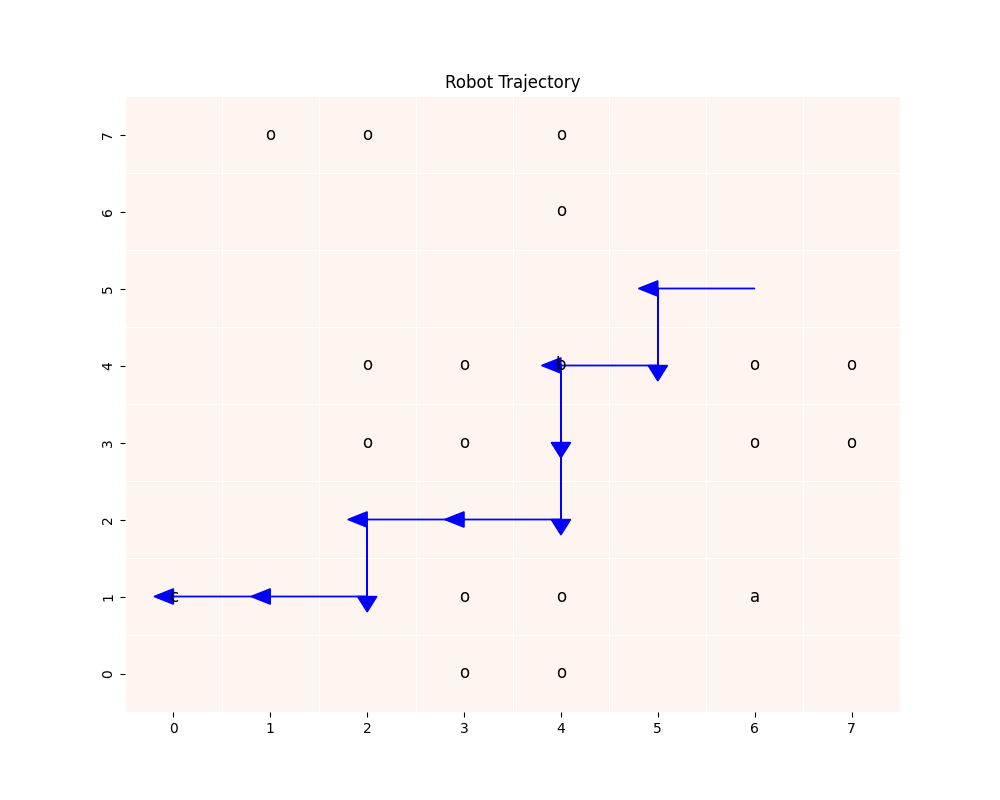 Robot Trajectory
7 o o o
6 o
5
4 o o b o o
3 o o o o
2
1 c o o a
0 o o
0 1 2 3 4 5 6 7